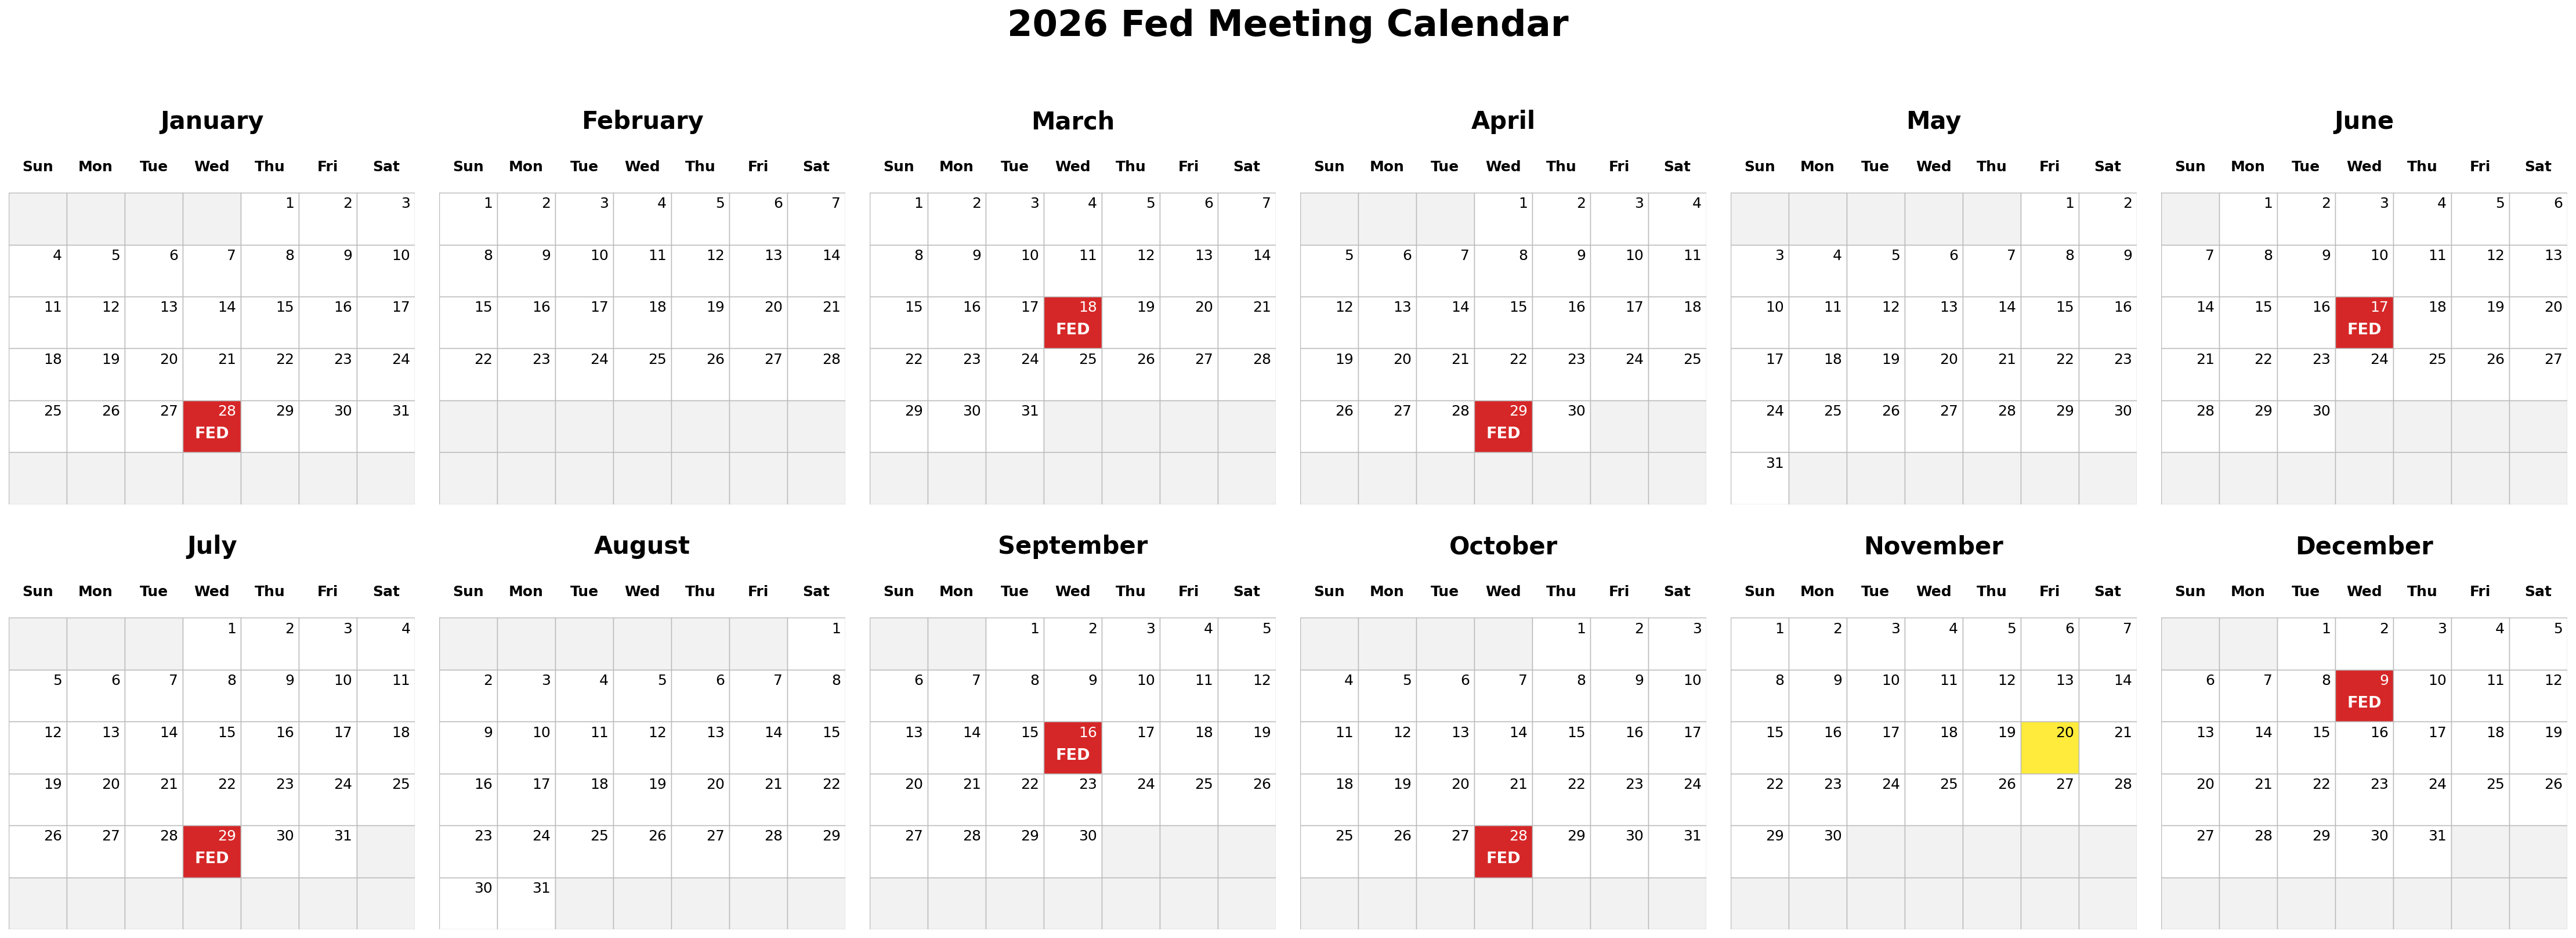 2026 Fed Meeting Calendar
January February March April May June
Sun Mon Tue Wed Thu Fri Sat Sun Mon Tue Wed Thu Fri Sat Sun Mon Tue Wed Thu Fri Sat Sun Mon Tue Wed Thu Fri Sat Sun Mon Tue Wed Thu Fri Sat Sun Mon Tue Wed Thu Fri Sat
1 2 3 1 2 3 4 5 6 7 1 2 3 4 5 6 7 1 2 3 4 1 2 1 2 3 4 5 6
4 5 6 7 8 9 10 8 9 10 11 12 13 14 8 9 10 11 12 13 14 5 6 7 8 9 10 11 3 4 5 6 7 8 9 7 8 9 10 11 12 13
11 12 13 14 15 16 17 15 16 17 18 19 20 21 15 16 17 18 19 20 21 12 13 14 15 16 17 18 10 11 12 13 14 15 16 14 15 16 17 18 19 20
FED FED
18 19 20 21 22 23 24 22 23 24 25 26 27 28 22 23 24 25 26 27 28 19 20 21 22 23 24 25 17 18 19 20 21 22 23 21 22 23 24 25 26 27
25 26 27 28 29 30 31 29 30 31 26 27 28 29 30 24 25 26 27 28 29 30 28 29 30
FED FED
31
July August September October November December
Sun Mon Tue Wed Thu Fri Sat Sun Mon Tue Wed Thu Fri Sat Sun Mon Tue Wed Thu Fri Sat Sun Mon Tue Wed Thu Fri Sat Sun Mon Tue Wed Thu Fri Sat Sun Mon Tue Wed Thu Fri Sat
1 2 3 4 1 1 2 3 4 5 1 2 3 1 2 3 4 5 6 7 1 2 3 4 5
5 6 7 8 9 10 11 2 3 4 5 6 7 8 6 7 8 9 10 11 12 4 5 6 7 8 9 10 8 9 10 11 12 13 14 6 7 8 9 10 11 12
FED
12 13 14 15 16 17 18 9 10 11 12 13 14 15 13 14 15 16 17 18 19 11 12 13 14 15 16 17 15 16 17 18 19 20 21 13 14 15 16 17 18 19
FED
19 20 21 22 23 24 25 16 17 18 19 20 21 22 20 21 22 23 24 25 26 18 19 20 21 22 23 24 22 23 24 25 26 27 28 20 21 22 23 24 25 26
26 27 28 29 30 31 23 24 25 26 27 28 29 27 28 29 30 25 26 27 28 29 30 31 29 30 27 28 29 30 31
FED FED
30 31